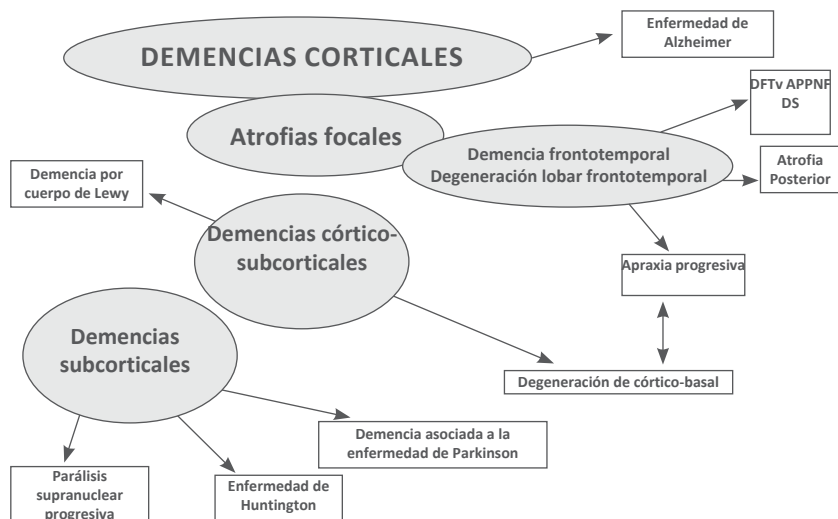 Enfermedad de
Alzheimer
DEMENCIAS CORTICALES
DFTv APPNF
DS
Atrofias focales
Demencia frontotemporal
Degeneración lobar frontotemporal
Atrofia
Posterior
Demencia por
cuerpo de Lewy
Demencias córtico-
subcorticales
Apraxia progresiva
Demencias
subcorticales
Degeneración de córtico-basal
Demencia asociada a la
enfermedad de Parkinson
Parálisis
supranuclear
progresiva
Enfermedad de
Huntington